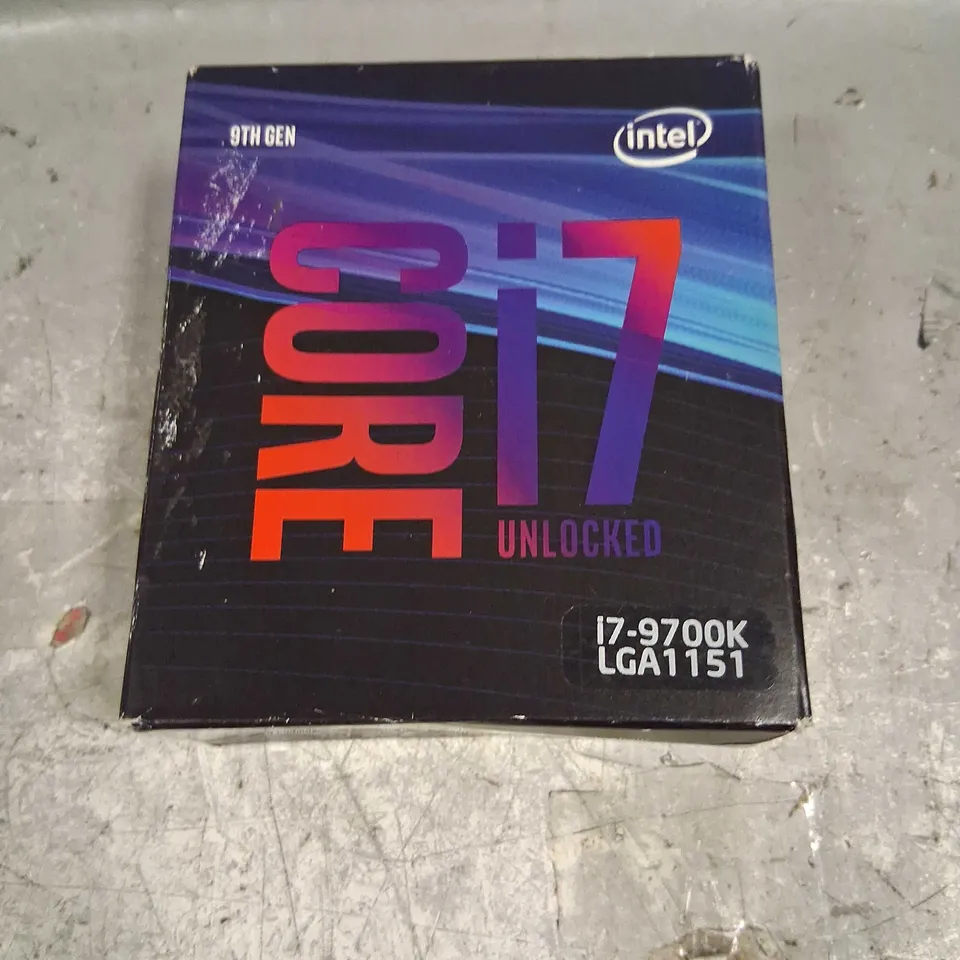 9TH GEN
intel
CORE
i7
UNLOCKED
i7-9700K
LGA1151